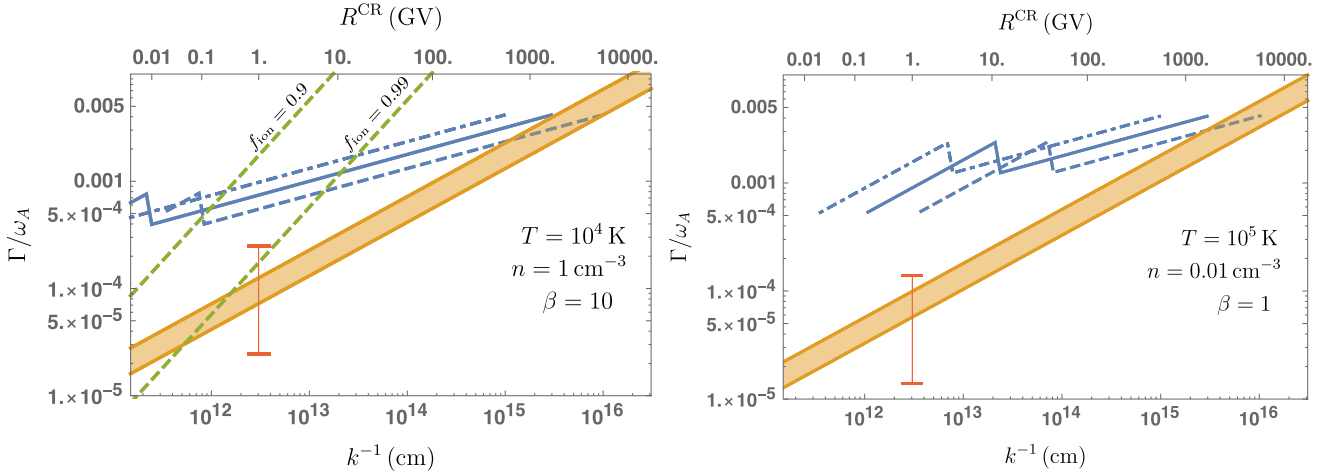 R^CR (GV)
0.01 0.1 1. 10. 100. 1000. 10000.
f_ion = 0.9
f_ion = 0.99
0.005
0.001
5.×10^-4
1.×10^-4
5.×10^-5
1.×10^-5
Γ/ω_A
T = 10^4 K
n = 1 cm^-3
β = 10
10^12 10^13 10^14 10^15 10^16
k^-1 (cm)
R^CR (GV)
0.01 0.1 1. 10. 100. 1000. 10000.
0.005
0.001
5.×10^-4
1.×10^-4
5.×10^-5
1.×10^-5
Γ/ω_A
T = 10^5 K
n = 0.01 cm^-3
β = 1
10^12 10^13 10^14 10^15 10^16
k^-1 (cm)